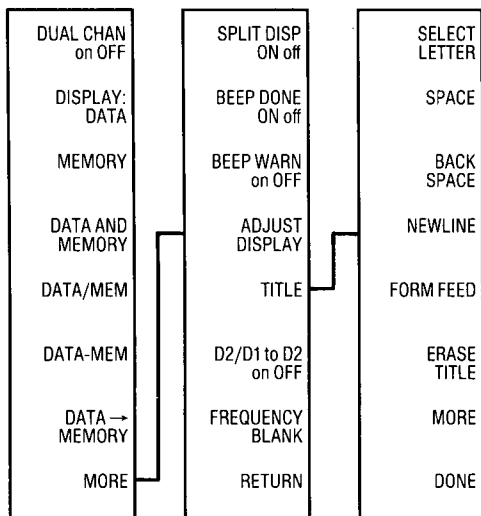 DUAL CHAN
on OFF
DISPLAY:
DATA
MEMORY
DATA AND
MEMORY
DATA/MEM
DATA-MEM
DATA →
MEMORY
MORE
SPLIT DISP
ON off
BEEP DONE
ON off
BEEP WARN
on OFF
ADJUST
DISPLAY
TITLE
D2/D1 to D2
on OFF
FREQUENCY
BLANK
RETURN
SELECT
LETTER
SPACE
BACK
SPACE
NEWLINE
FORM FEED
ERASE
TITLE
MORE
DONE